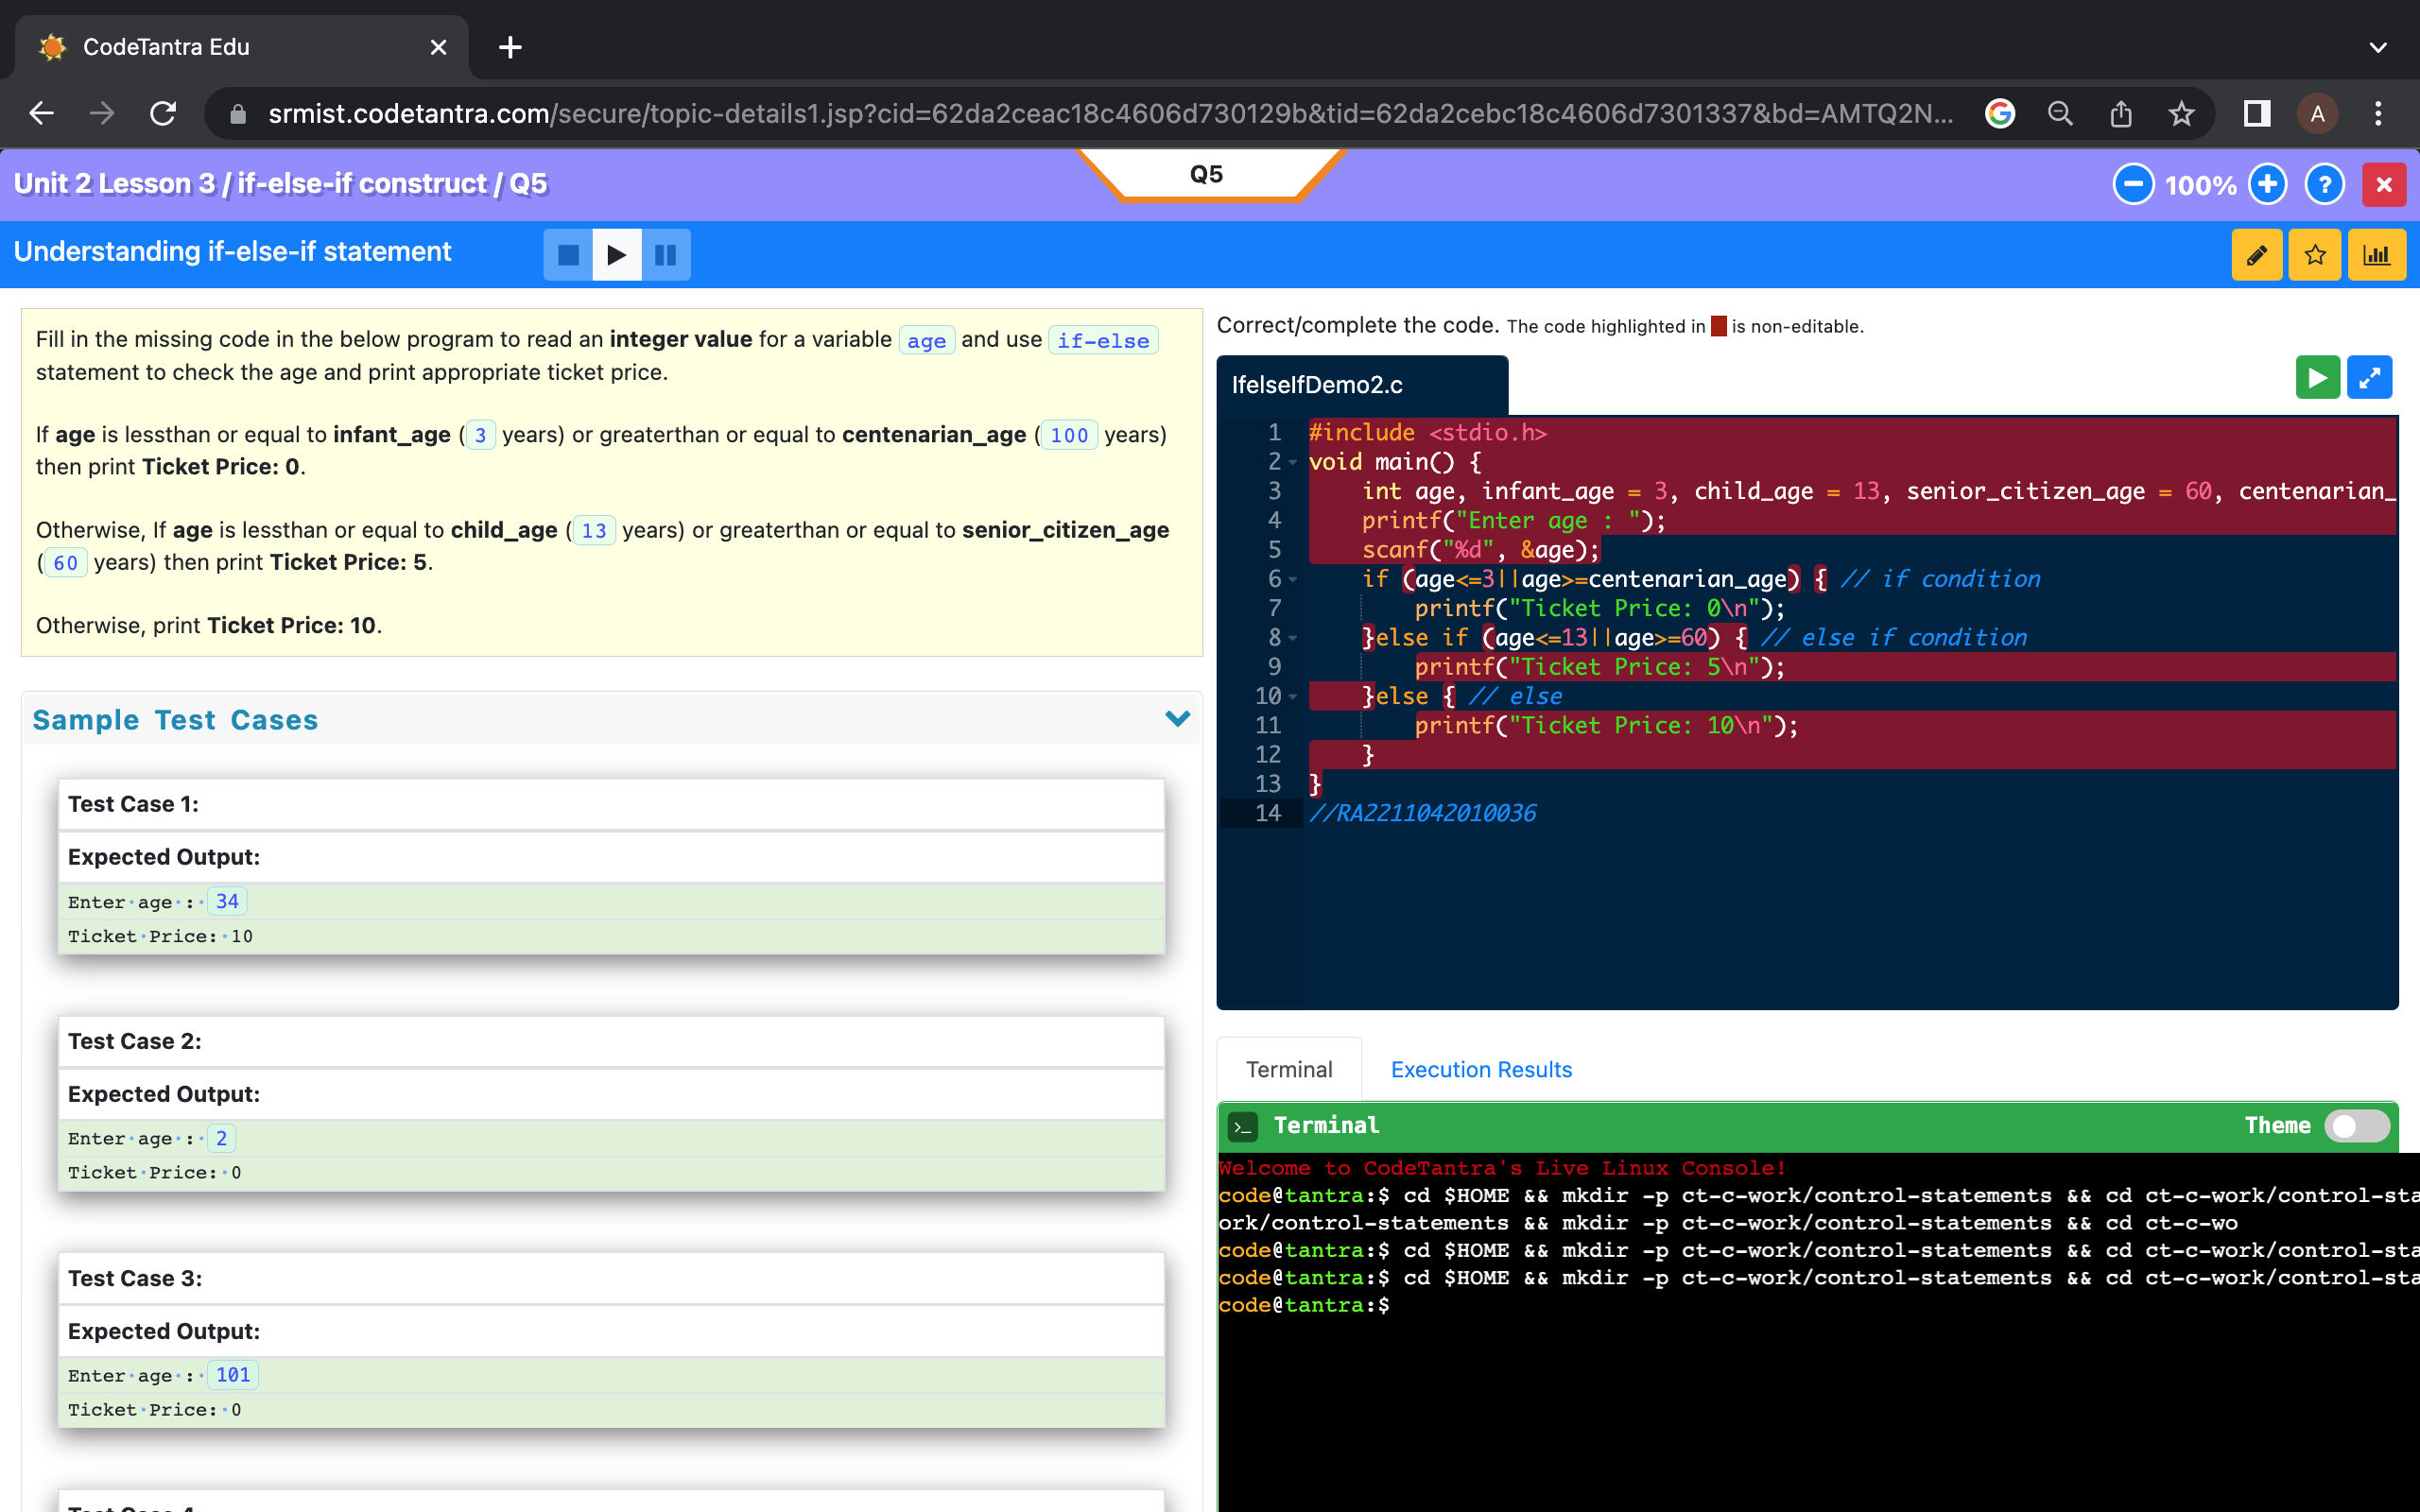 CodeTantra Edu
srmist.codetantra.com/secure/topic-details1.jsp?cid=62da2ceac18c4606d730129b&tid=62da2cebc18c4606d7301337&bd=AMTQ2N...
A
Unit 2 Lesson 3 / if-else-if construct / Q5
Q5
100%
?
Understanding if-else-if statement
Fill in the missing code in the below program to read an integer value for a variable age and use if-else
statement to check the age and print appropriate ticket price.
If age is lessthan or equal to infant_age ( 3 years) or greaterthan or equal to centenarian_age ( 100 years)
then print Ticket Price: 0.
Otherwise, If age is lessthan or equal to child_age ( 13 years) or greaterthan or equal to senior_citizen_age
( 60 years) then print Ticket Price: 5.
Otherwise, print Ticket Price: 10.
Sample Test Cases
Test Case 1:
Expected Output:
Enter·age·:· 34
Ticket·Price:·10
Test Case 2:
Expected Output:
Enter·age·:· 2
Ticket·Price:·0
Test Case 3:
Expected Output:
Enter·age·:· 101
Ticket·Price:·0
Test Case 4:
Correct/complete the code. The code highlighted in is non-editable.
IfelseIfDemo2.c
1 #include <stdio.h>
2 void main() {
3 int age, infant_age = 3, child_age = 13, senior_citizen_age = 60, centenarian_
4 printf("Enter age : ");
5 scanf("%d", &age);
6 if (age<=3||age>=centenarian_age) { // if condition
7 printf("Ticket Price: 0\n");
8 }else if (age<=13||age>=60) { // else if condition
9 printf("Ticket Price: 5\n");
10 }else { // else
11 printf("Ticket Price: 10\n");
12 }
13 }
14 //RA2211042010036
Terminal
Execution Results
>_ Terminal
Theme
Welcome to CodeTantra's Live Linux Console!
code@tantra:$ cd $HOME && mkdir -p ct-c-work/control-statements && cd ct-c-work/control-sta
ork/control-statements && mkdir -p ct-c-work/control-statements && cd ct-c-wo
code@tantra:$ cd $HOME && mkdir -p ct-c-work/control-statements && cd ct-c-work/control-sta
code@tantra:$ cd $HOME && mkdir -p ct-c-work/control-statements && cd ct-c-work/control-sta
code@tantra:$